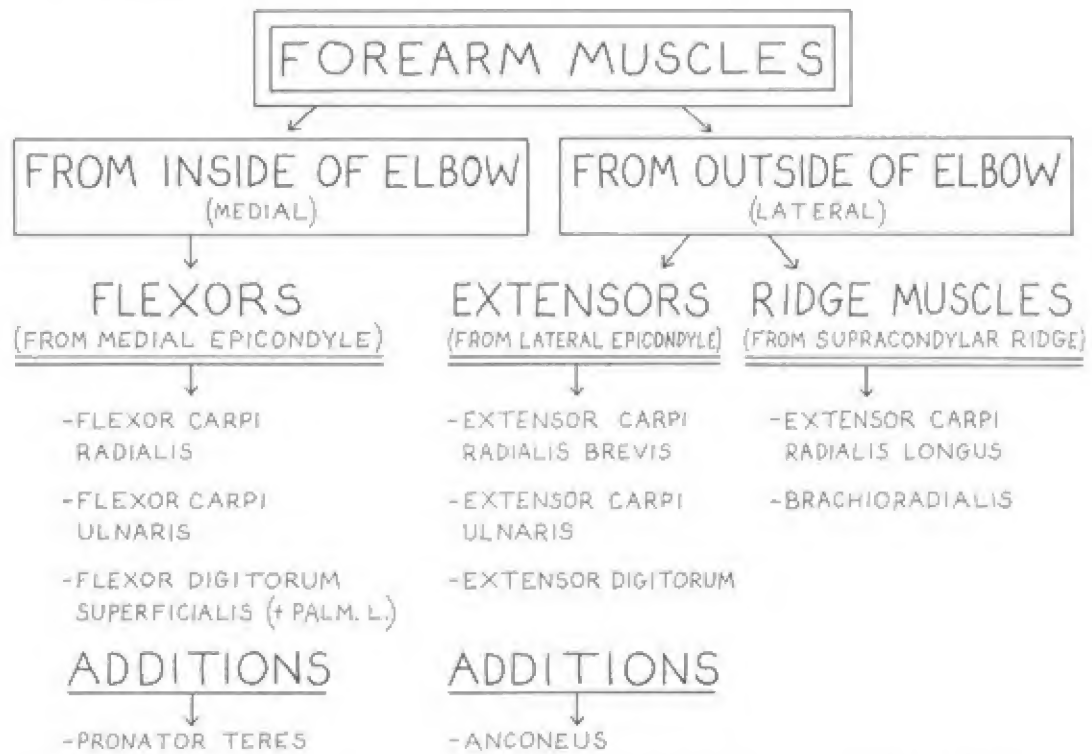 FOREARM MUSCLES
FROM INSIDE OF ELBOW
(MEDIAL)
FLEXORS
(FROM MEDIAL EPICONDYLE)
-FLEXOR CARPI
RADIALIS
-FLEXOR CARPI
ULNARIS
-FLEXOR DIGITORUM
SUPERFICIALIS (+ PALM. L.)
ADDITIONS
-PRONATOR TERES
FROM OUTSIDE OF ELBOW
(LATERAL)
EXTENSORS
(FROM LATERAL EPICONDYLE)
-EXTENSOR CARPI
RADIALIS BREVIS
-EXTENSOR CARPI
ULNARIS
-EXTENSOR DIGITORUM
ADDITIONS
-ANCONEUS
RIDGE MUSCLES
(FROM SUPRACONDYLAR RIDGE)
-EXTENSOR CARPI
RADIALIS LONGUS
-BRACHIORADIALIS